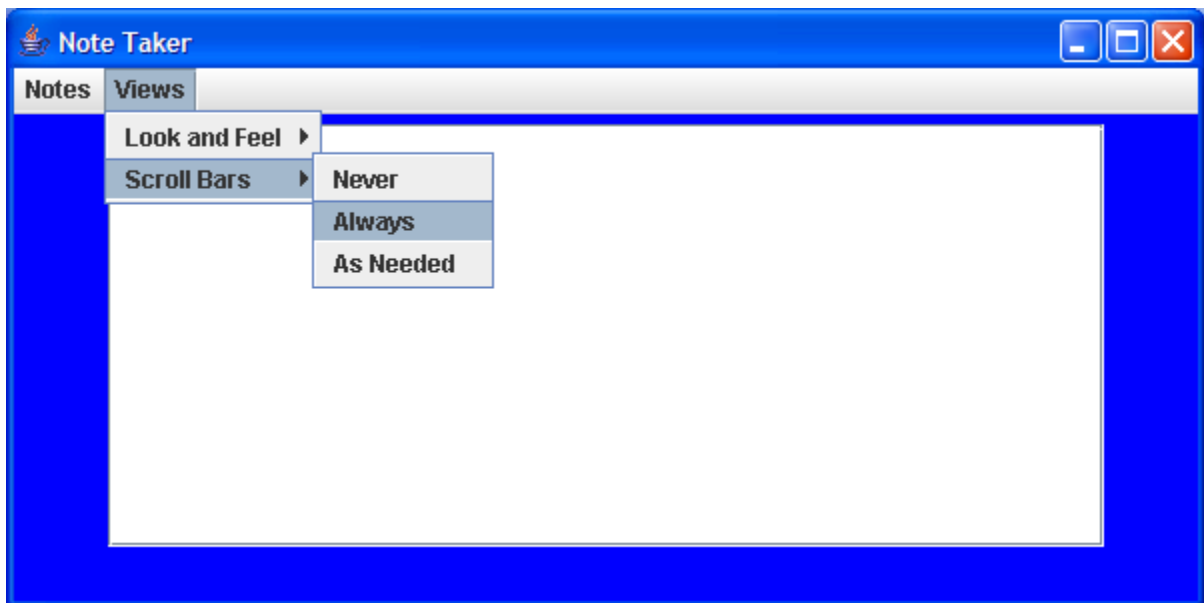 Note Taker
Notes Views
Look and Feel
Scroll Bars
Never
Always
As Needed